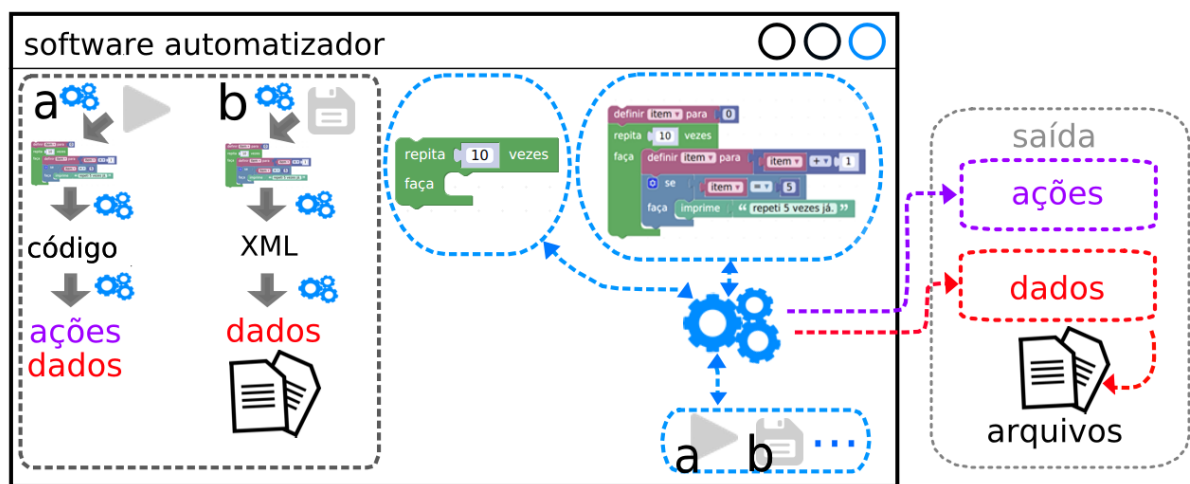 software automatizador
a
b
código
XML
ações
dados
dados
repita 10 vezes
faça
definir item para 0
repita 10 vezes
faça definir item para item + 1
se item = 5
faça imprime “ repeti 5 vezes já. ”
a b
saída
ações
dados
arquivos